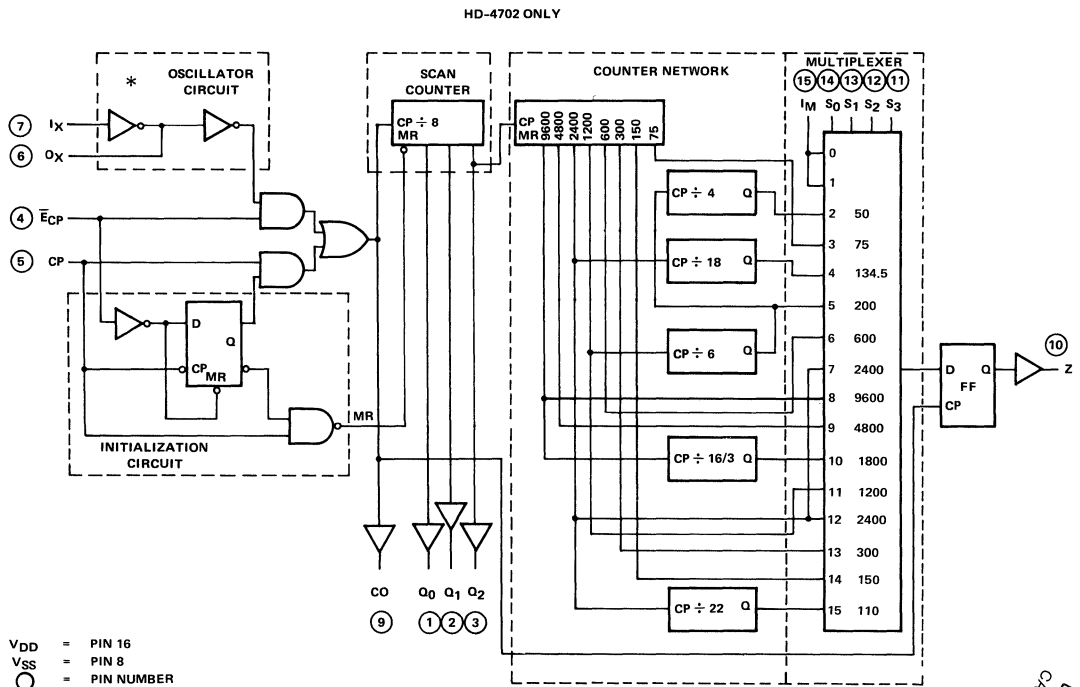 HD-4702 ONLY
* OSCILLATOR
CIRCUIT
SCAN
COUNTER
COUNTER NETWORK
MULTIPLEXER
15 14 13 12 11
IM S0 S1 S2 S3
7 IX
6 OX
4 ECP
5 CP
CP ÷ 8
MR
CP
MR
9600
4800
2400
1200
600
300
150
75
CP ÷ 4 Q
CP ÷ 18 Q
CP ÷ 6 Q
CP ÷ 16/3 Q
CP ÷ 22 Q
0
1
2 50
3 75
4 134.5
5 200
6 600
7 2400
8 9600
9 4800
10 1800
11 1200
12 2400
13 300
14 150
15 110
D Q
CP
MR
MR
INITIALIZATION
CIRCUIT
D Q
FF
CP
10
Z
CO Q0 Q1 Q2
9 1 2 3
VDD = PIN 16
VSS = PIN 8
= PIN NUMBER